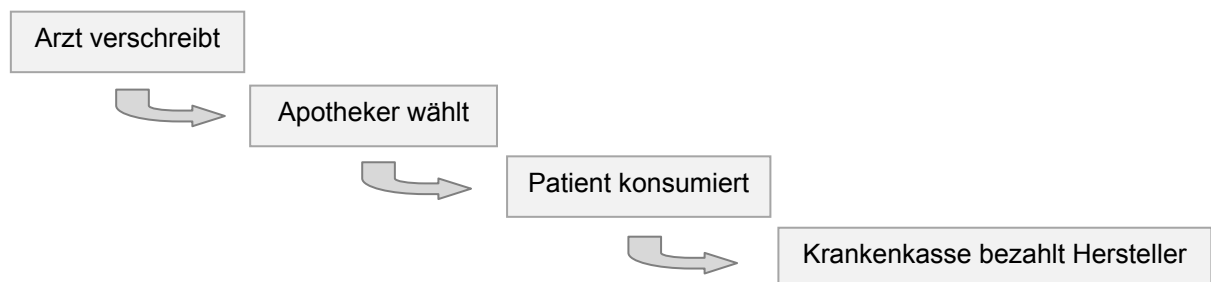 Arzt verschreibt
Apotheker wählt
Patient konsumiert
Krankenkasse bezahlt Hersteller